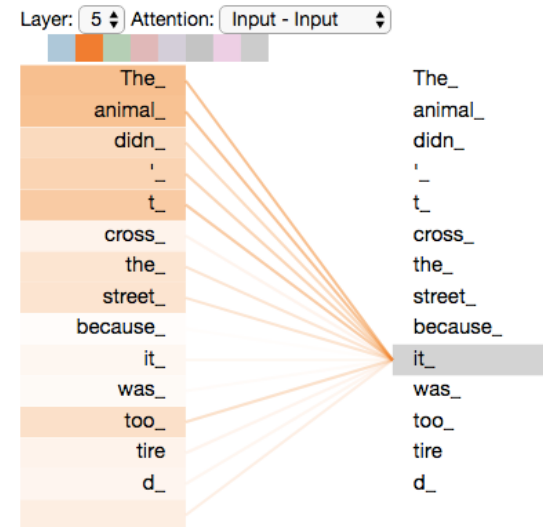 Layer: 5 Attention: Input - Input
The_ The_
animal_ animal_
didn_ didn_
'_ '_
t_ t_
cross_ cross_
the_ the_
street_ street_
because_ because_
it_ it_
was_ was_
too_ too_
tire tire
d_ d_